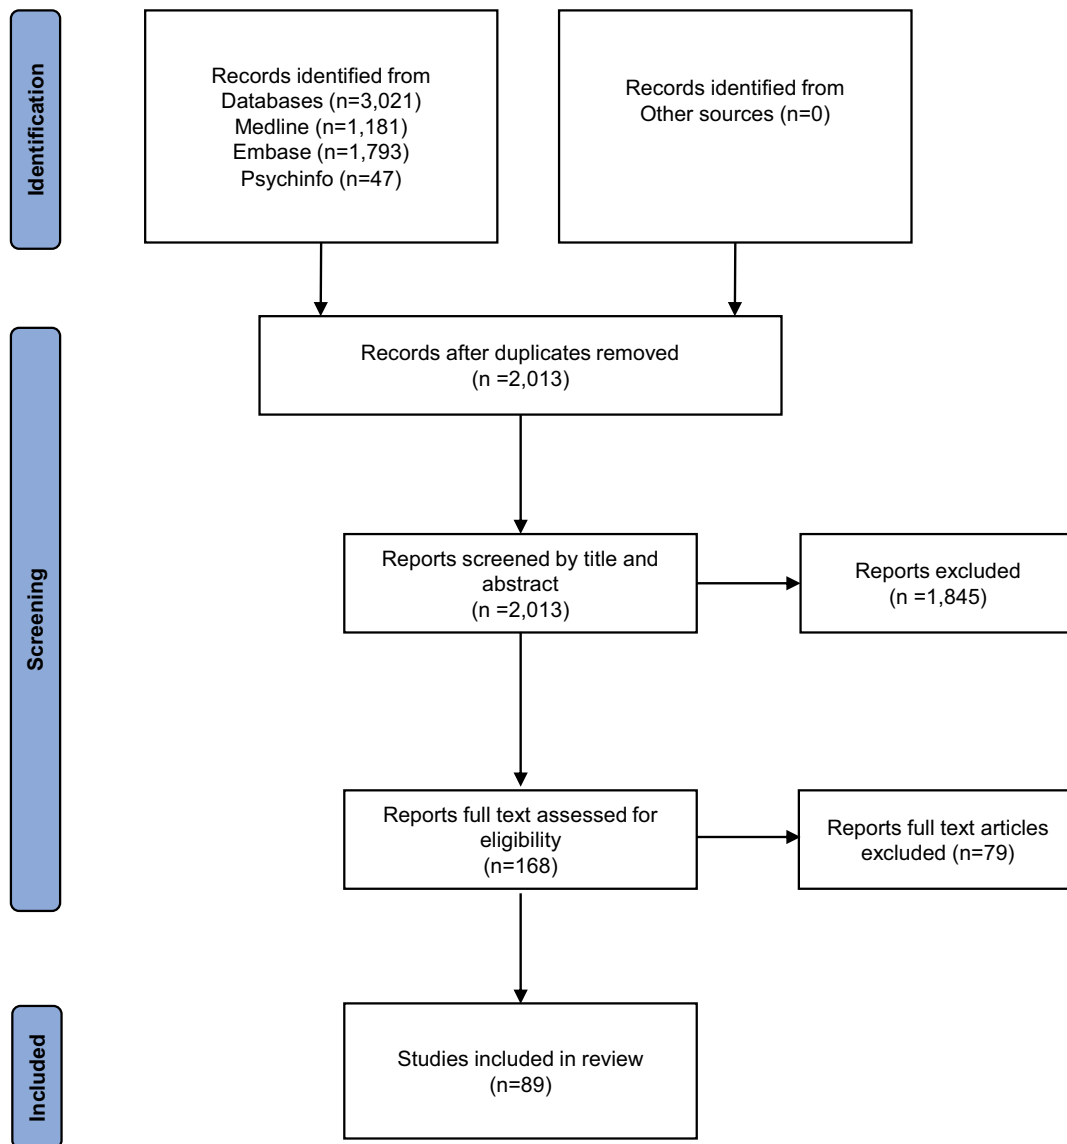 Identification
Records identified from
Databases (n=3,021)
Medline (n=1,181)
Embase (n=1,793)
Psychinfo (n=47)
Records identified from
Other sources (n=0)
Screening
Records after duplicates removed
(n =2,013)
Reports screened by title and
abstract
(n =2,013)
Reports excluded
(n =1,845)
Reports full text assessed for
eligibility
(n=168)
Reports full text articles
excluded (n=79)
Included
Studies included in review
(n=89)